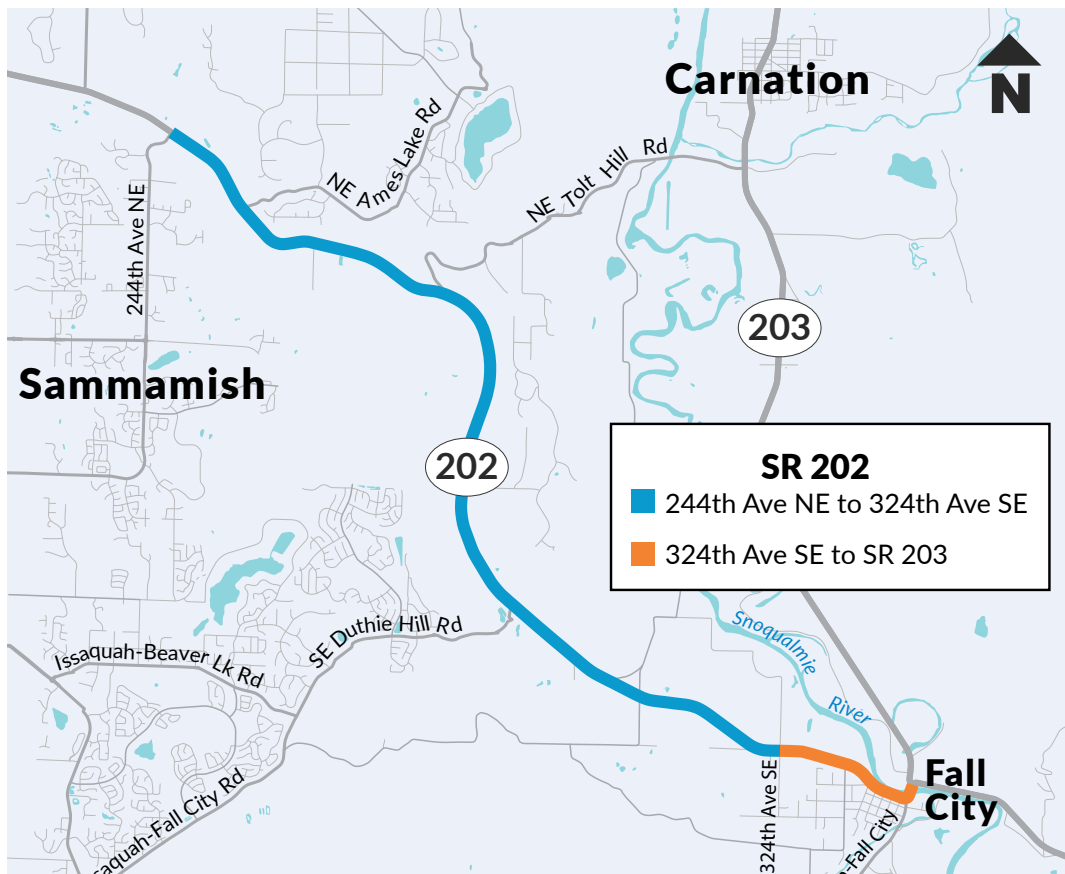 Carnation
N
NE Ames Lake Rd
NE Tolt Hill Rd
244th Ave NE
203
Sammamish
202
SR 202
244th Ave NE to 324th Ave SE
324th Ave SE to SR 203
SE Duthie Hill Rd
Issaquah-Beaver Lk Rd
Snoqualmie
River
Fall
City
324th Ave SE
saquah-Fall City Rd
-Fall City